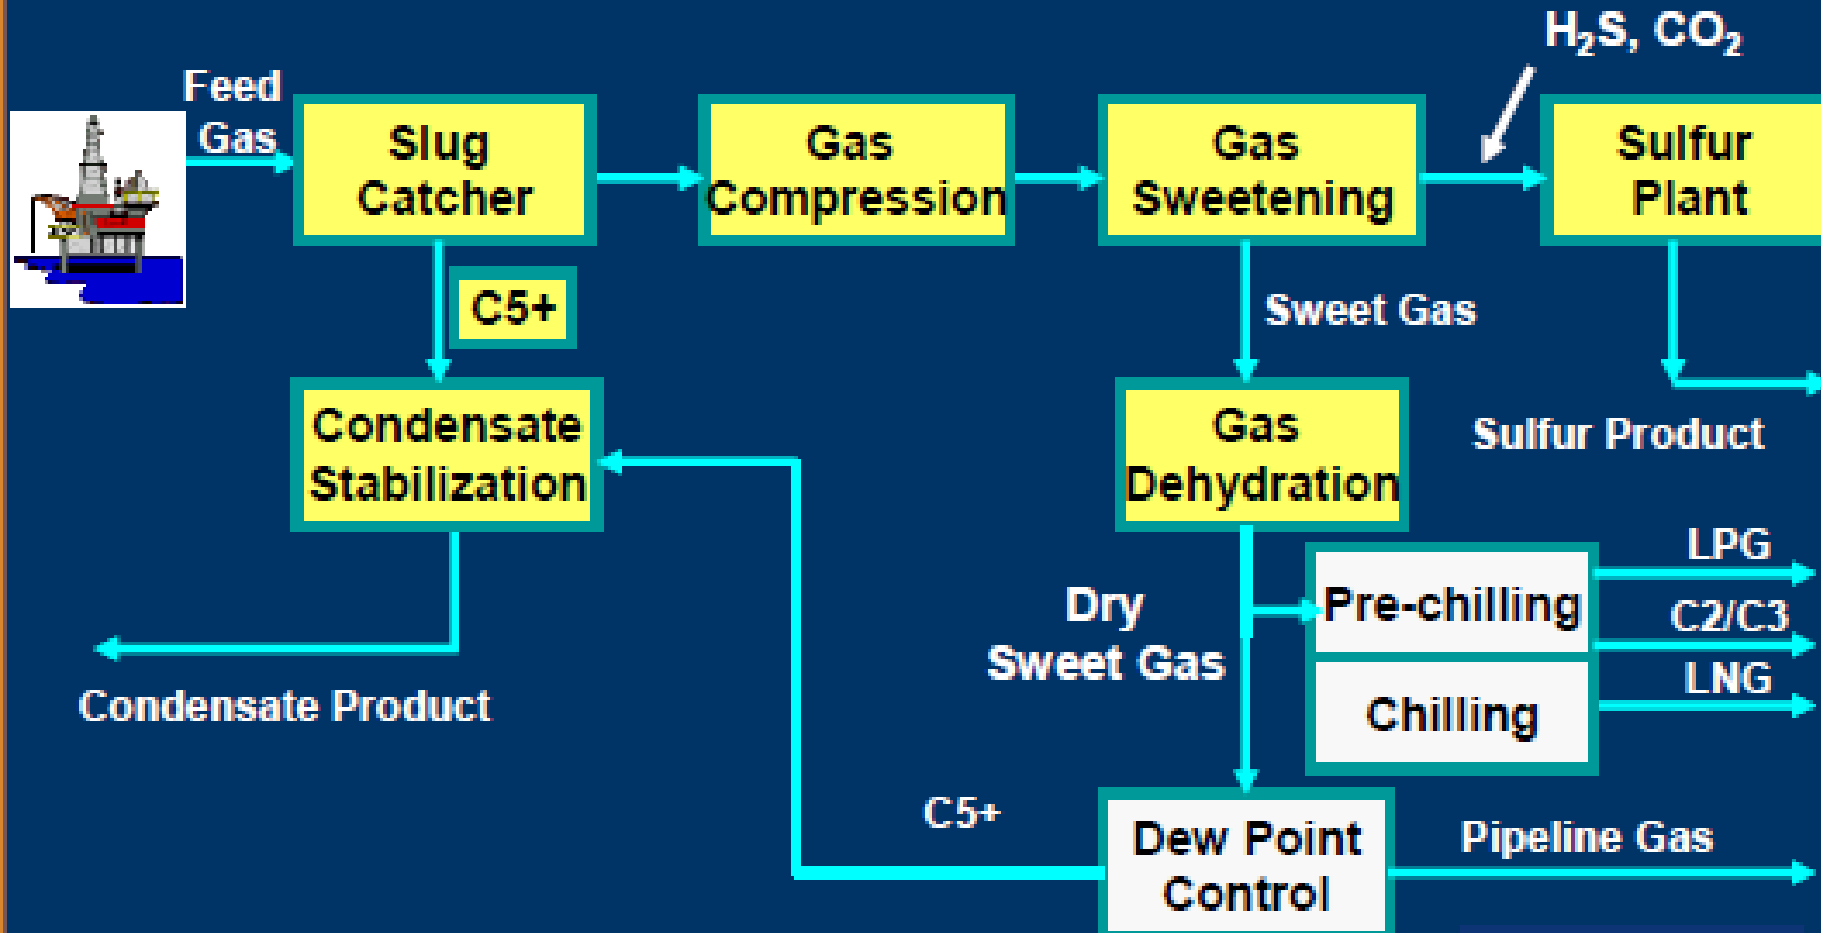 H₂S, CO₂
Feed
Gas
Slug
Catcher
Gas
Compression
Gas
Sweetening
Sulfur
Plant
C5+
Sweet Gas
Condensate
Stabilization
Gas
Dehydration
Sulfur Product
LPG
Dry
Sweet Gas
Pre-chilling
C2/C3
LNG
Chilling
Condensate Product
C5+
Dew Point
Control
Pipeline Gas